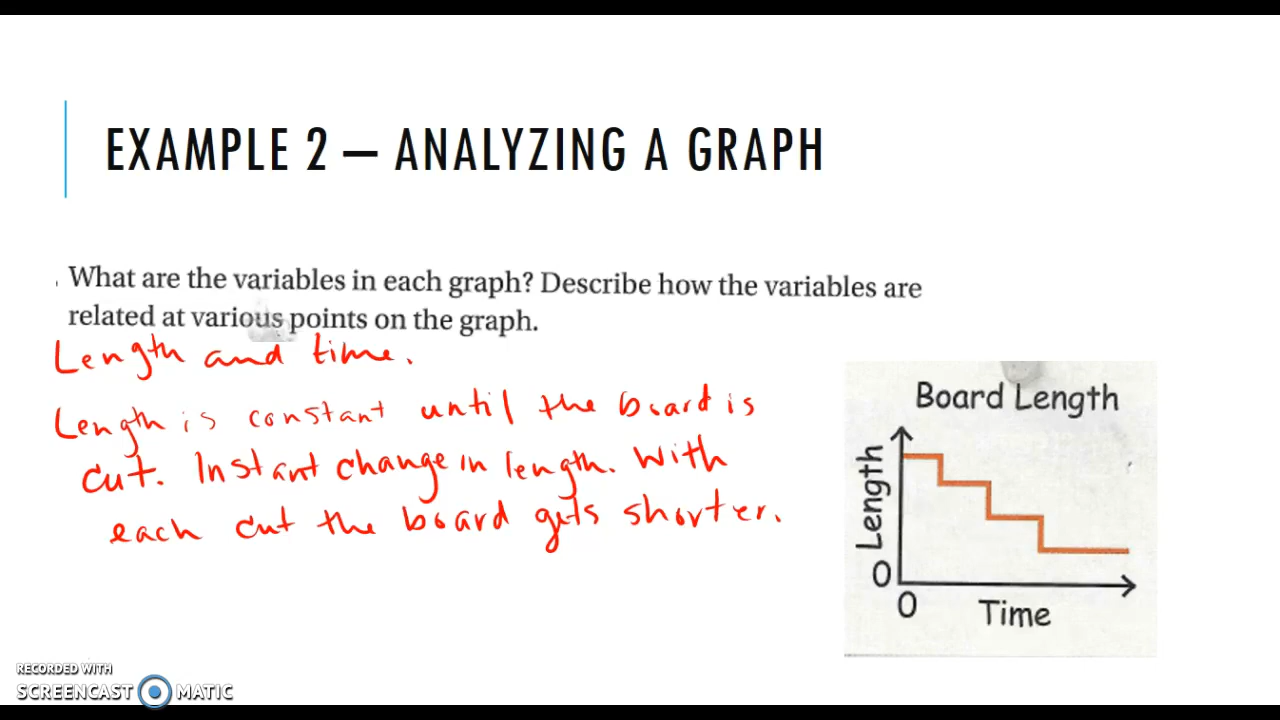 EXAMPLE 2 — ANALYZING A GRAPH
What are the variables in each graph? Describe how the variables are
related at various points on the graph.
Length and time.
Length is constant until the board is
cut. Instant change in length. With
each cut the board gets shorter.
Board Length
Length
0
0
Time
RECORDED WITH
SCREENCAST MATIC